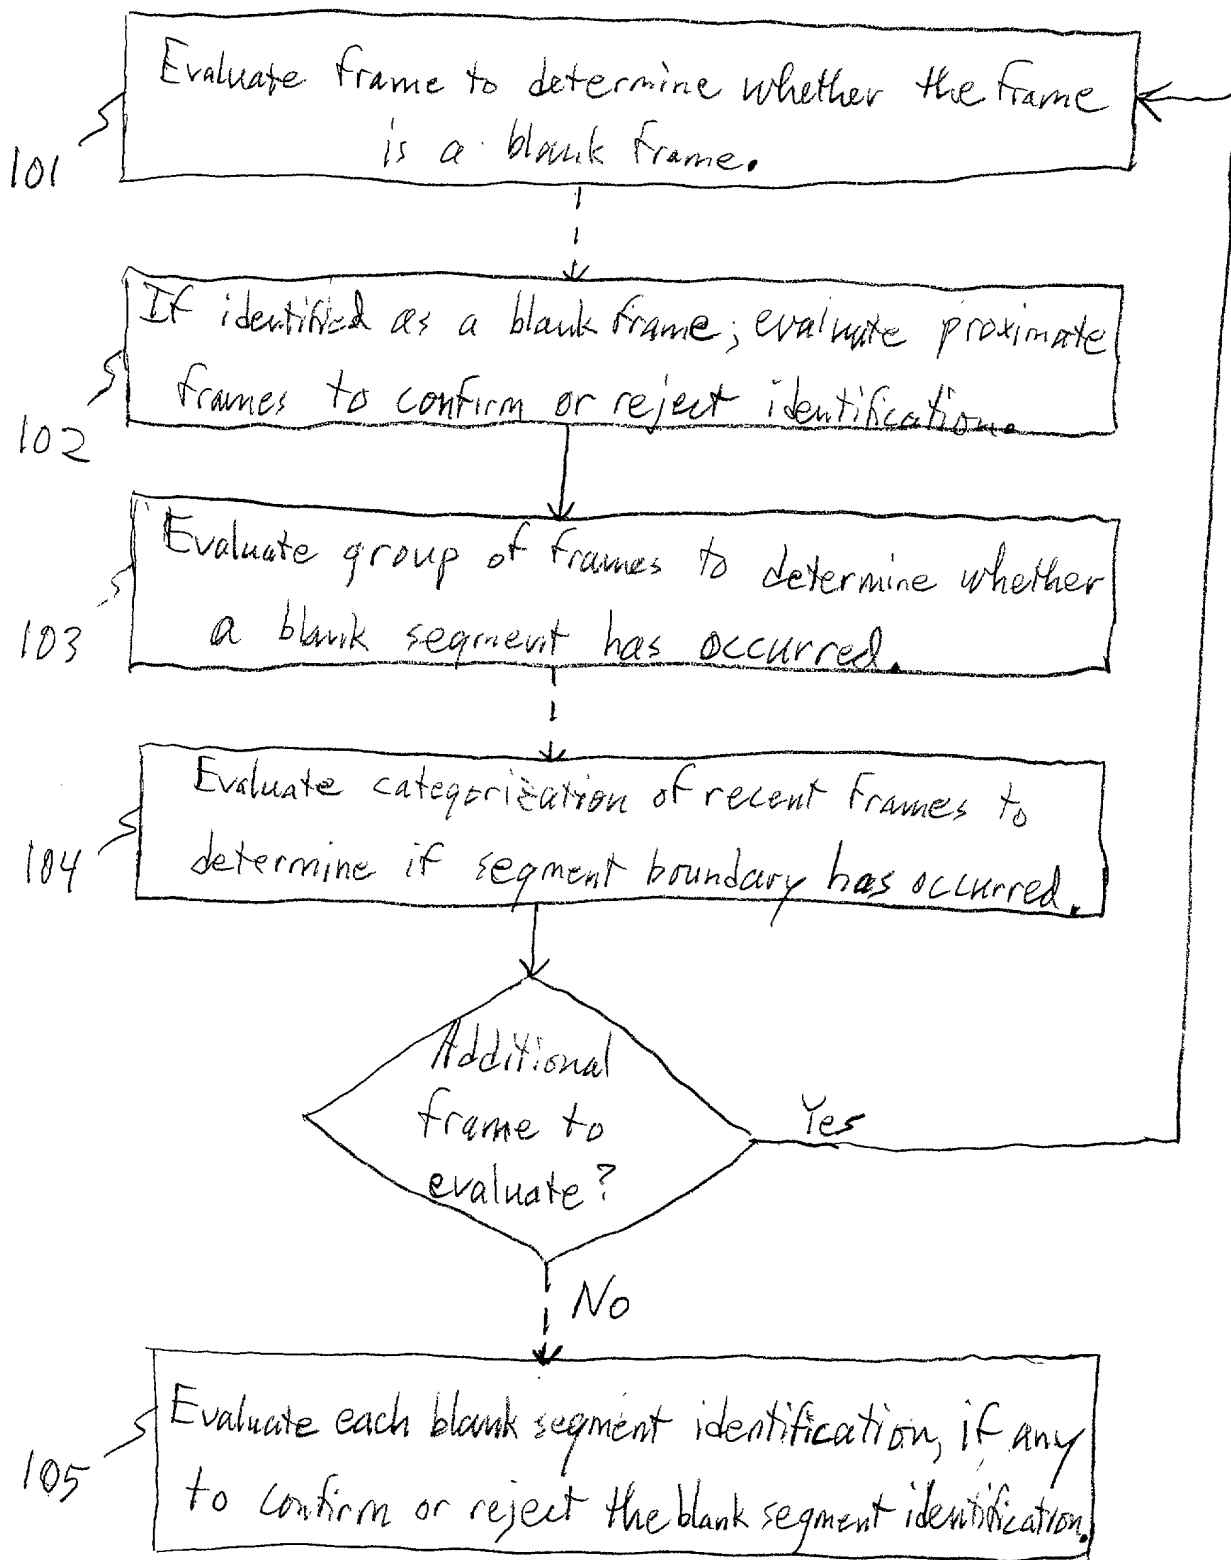 Evaluate frame to determine whether the frame
is a blank frame.
101
If identified as a blank frame, evaluate proximate
frames to confirm or reject identification.
102
Evaluate group of frames to determine whether
a blank segment has occurred.
103
Evaluate categorization of recent frames to
determine if segment boundary has occurred.
104
Additional
frame to
evaluate?
Yes
No
Evaluate each blank segment identification, if any
to confirm or reject the blank segment identification.
105